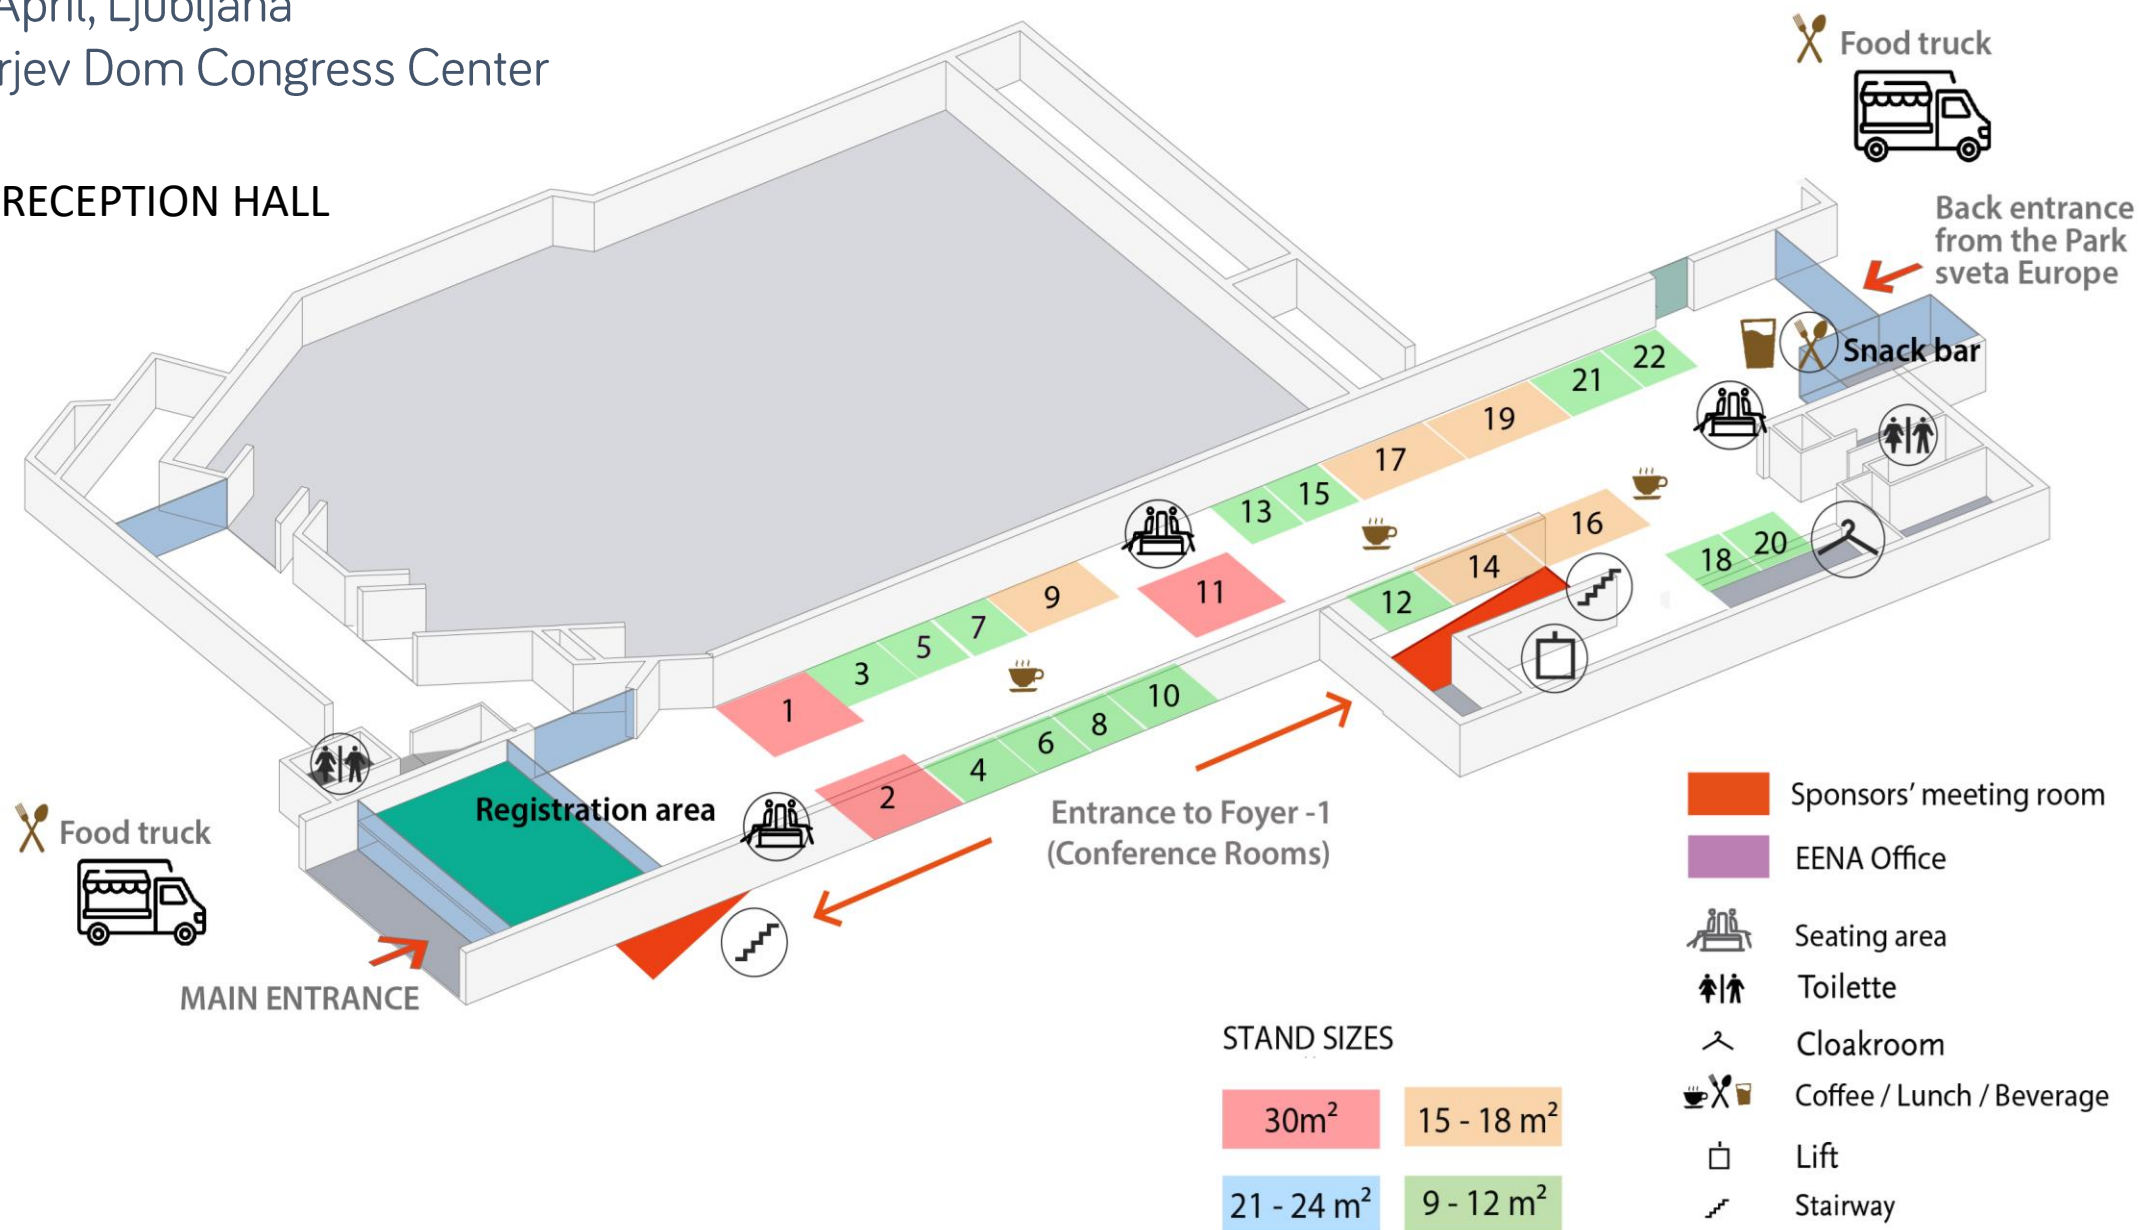 April, Ljubljana
rjev Dom Congress Center
RECEPTION HALL
Food truck
Back entrance
from the Park
sveta Europe
Snack bar
22
21
19
17
15
13
16
14
12
18
20
11
9
7
5
3
1
10
8
6
4
2
Registration area
Entrance to Foyer -1
(Conference Rooms)
Food truck
MAIN ENTRANCE
Sponsors’ meeting room
EENA Office
Seating area
Toilette
Cloakroom
Coffee / Lunch / Beverage
Lift
Stairway
STAND SIZES
30m²
15 - 18 m²
21 - 24 m²
9 - 12 m²